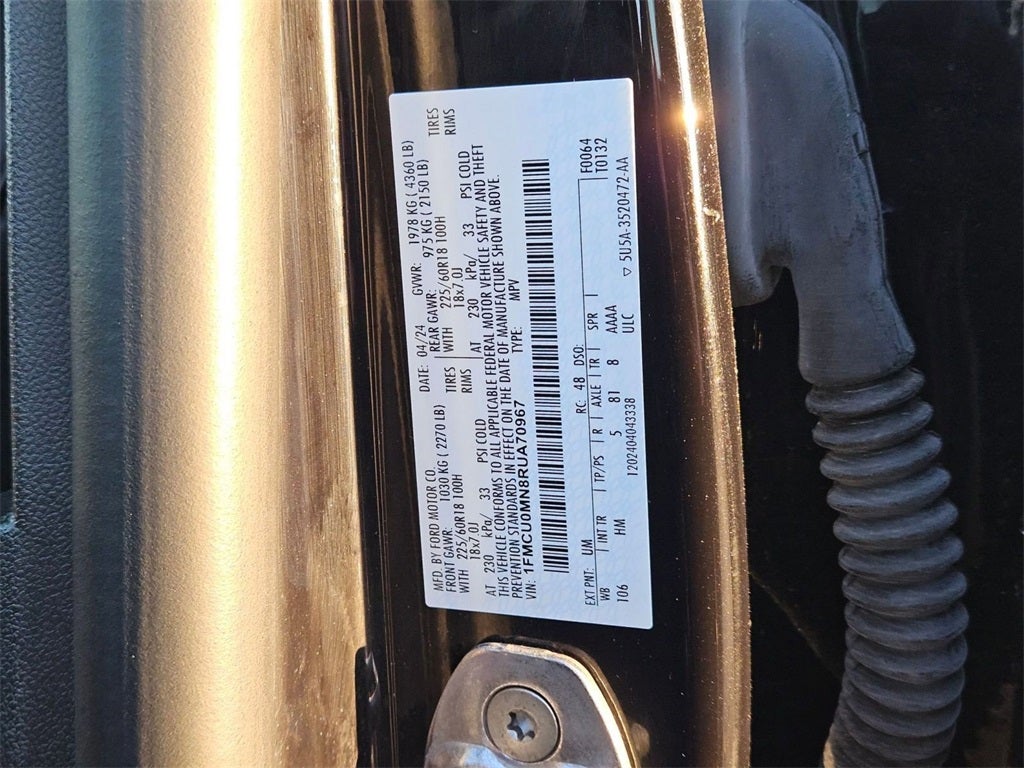 MFD. BY FORD MOTOR CO. DATE: 04/24 GVWR: 1978 KG ( 4360 LB)
FRONT GAWR: 1030 KG ( 2270 LB) REAR GAWR: 975 KG ( 2150 LB)
WITH 225/60R18 100H TIRES WITH 225/60R18 100H TIRES
18x7.0J RIMS 18x7.0J RIMS
AT 230 kPa/ 33 PSI COLD AT 230 kPa/ 33 PSI COLD
THIS VEHICLE CONFORMS TO ALL APPLICABLE FEDERAL MOTOR VEHICLE SAFETY AND THEFT
PREVENTION STANDARDS IN EFFECT ON THE DATE OF MANUFACTURE SHOWN ABOVE.
VIN: 1FMCU0MN8RUA70967 TYPE: MPV
EXT PNT: UM RC: 48 DSO: F0064
WB INT TR TP/PS R AXLE TR SPR T0132
106 HM 5 81 8 AAAA
1202404043338 ULC ▽ 5U5A-3520472-AA